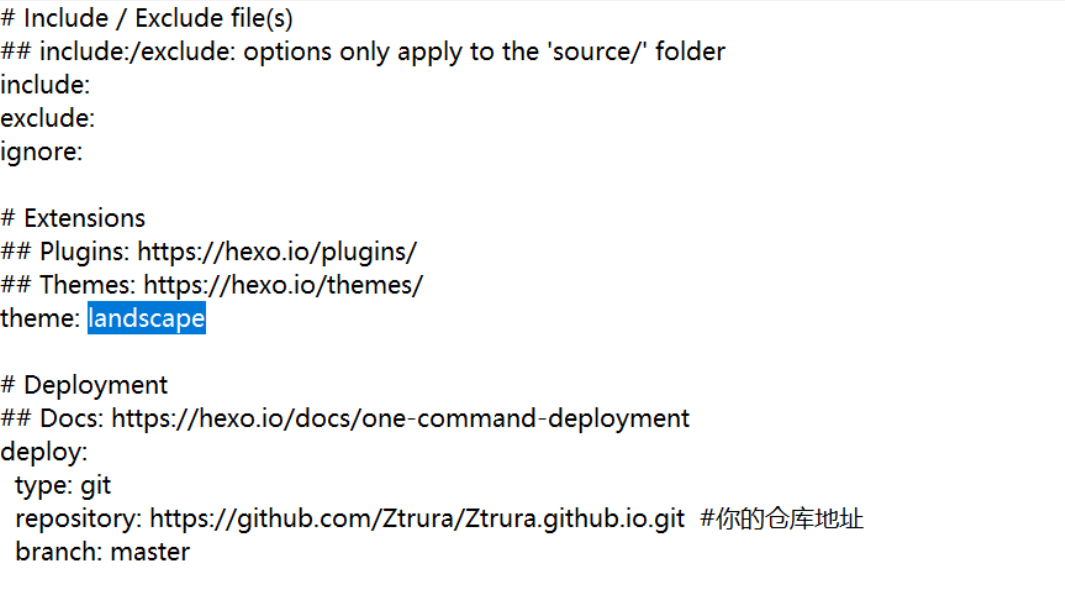 # Include / Exclude file(s)
## include:/exclude: options only apply to the 'source/' folder
include:
exclude:
ignore:
# Extensions
## Plugins: https://hexo.io/plugins/
## Themes: https://hexo.io/themes/
theme: landscape
# Deployment
## Docs: https://hexo.io/docs/one-command-deployment
deploy:
  type: git
  repository: https://github.com/Ztrura/Ztrura.github.io.git  #你的仓库地址
  branch: master